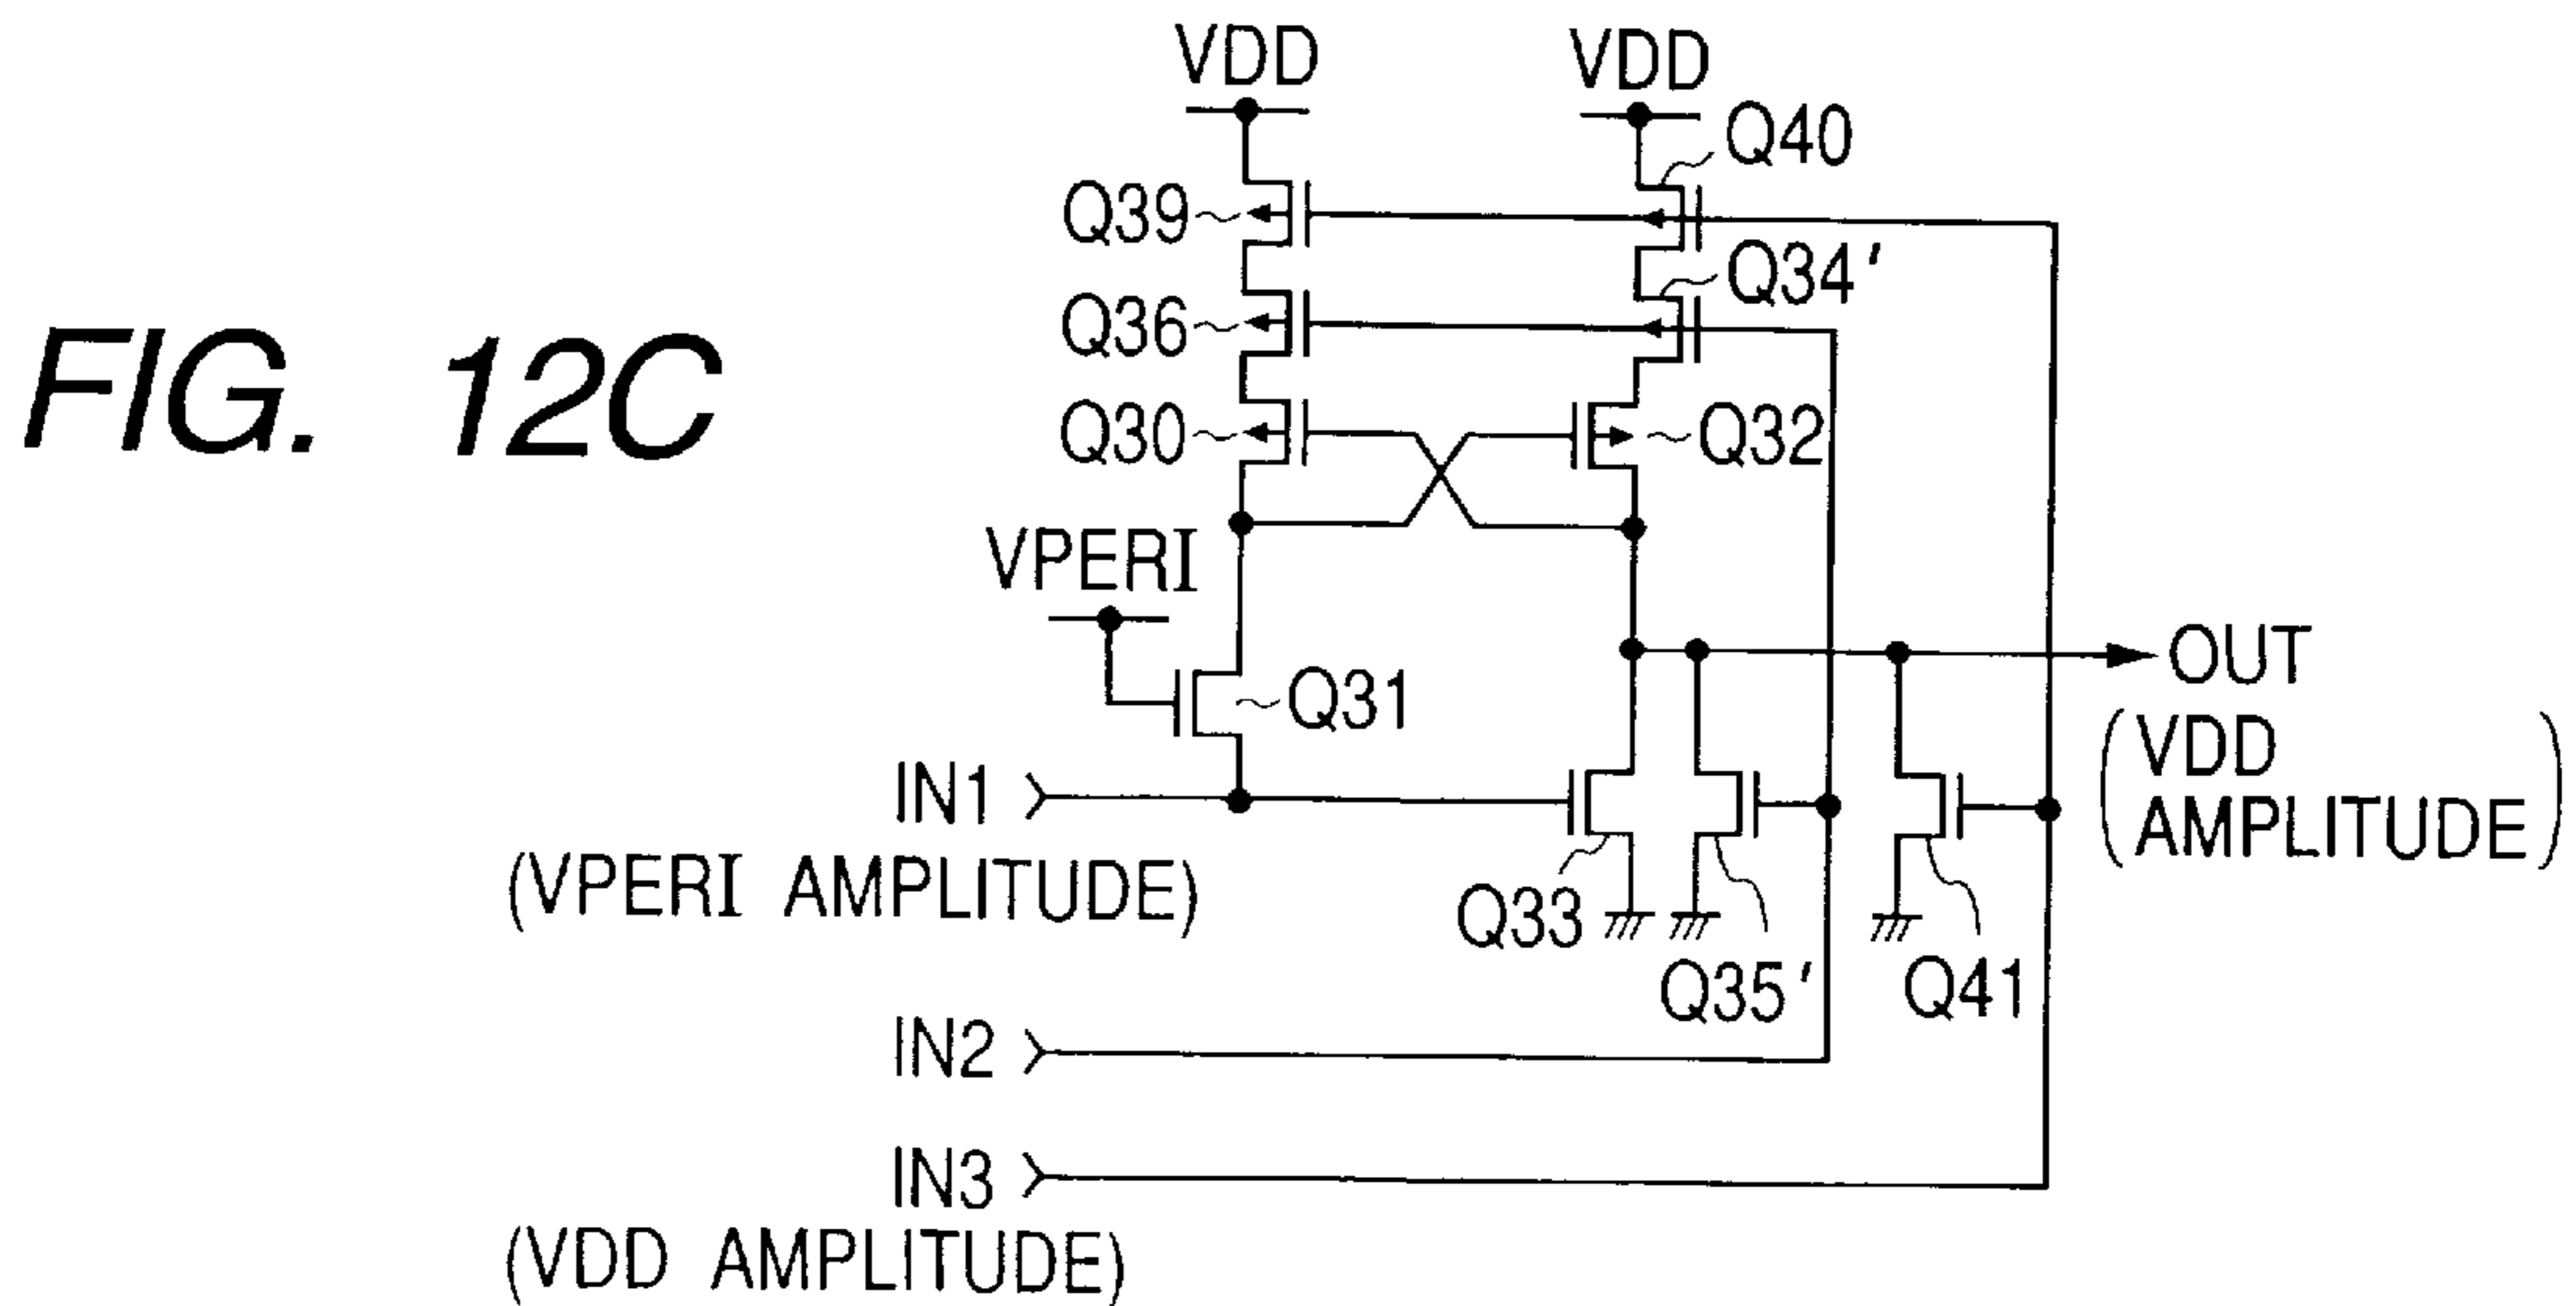 FIG. 12C
VDD
VDD
Q40
Q39
Q34'
Q36
Q30
Q32
VPERI
Q31
OUT
(VDD
AMPLITUDE)
IN1
(VPERI AMPLITUDE)
Q33
Q35'
Q41
IN2
IN3
(VDD AMPLITUDE)